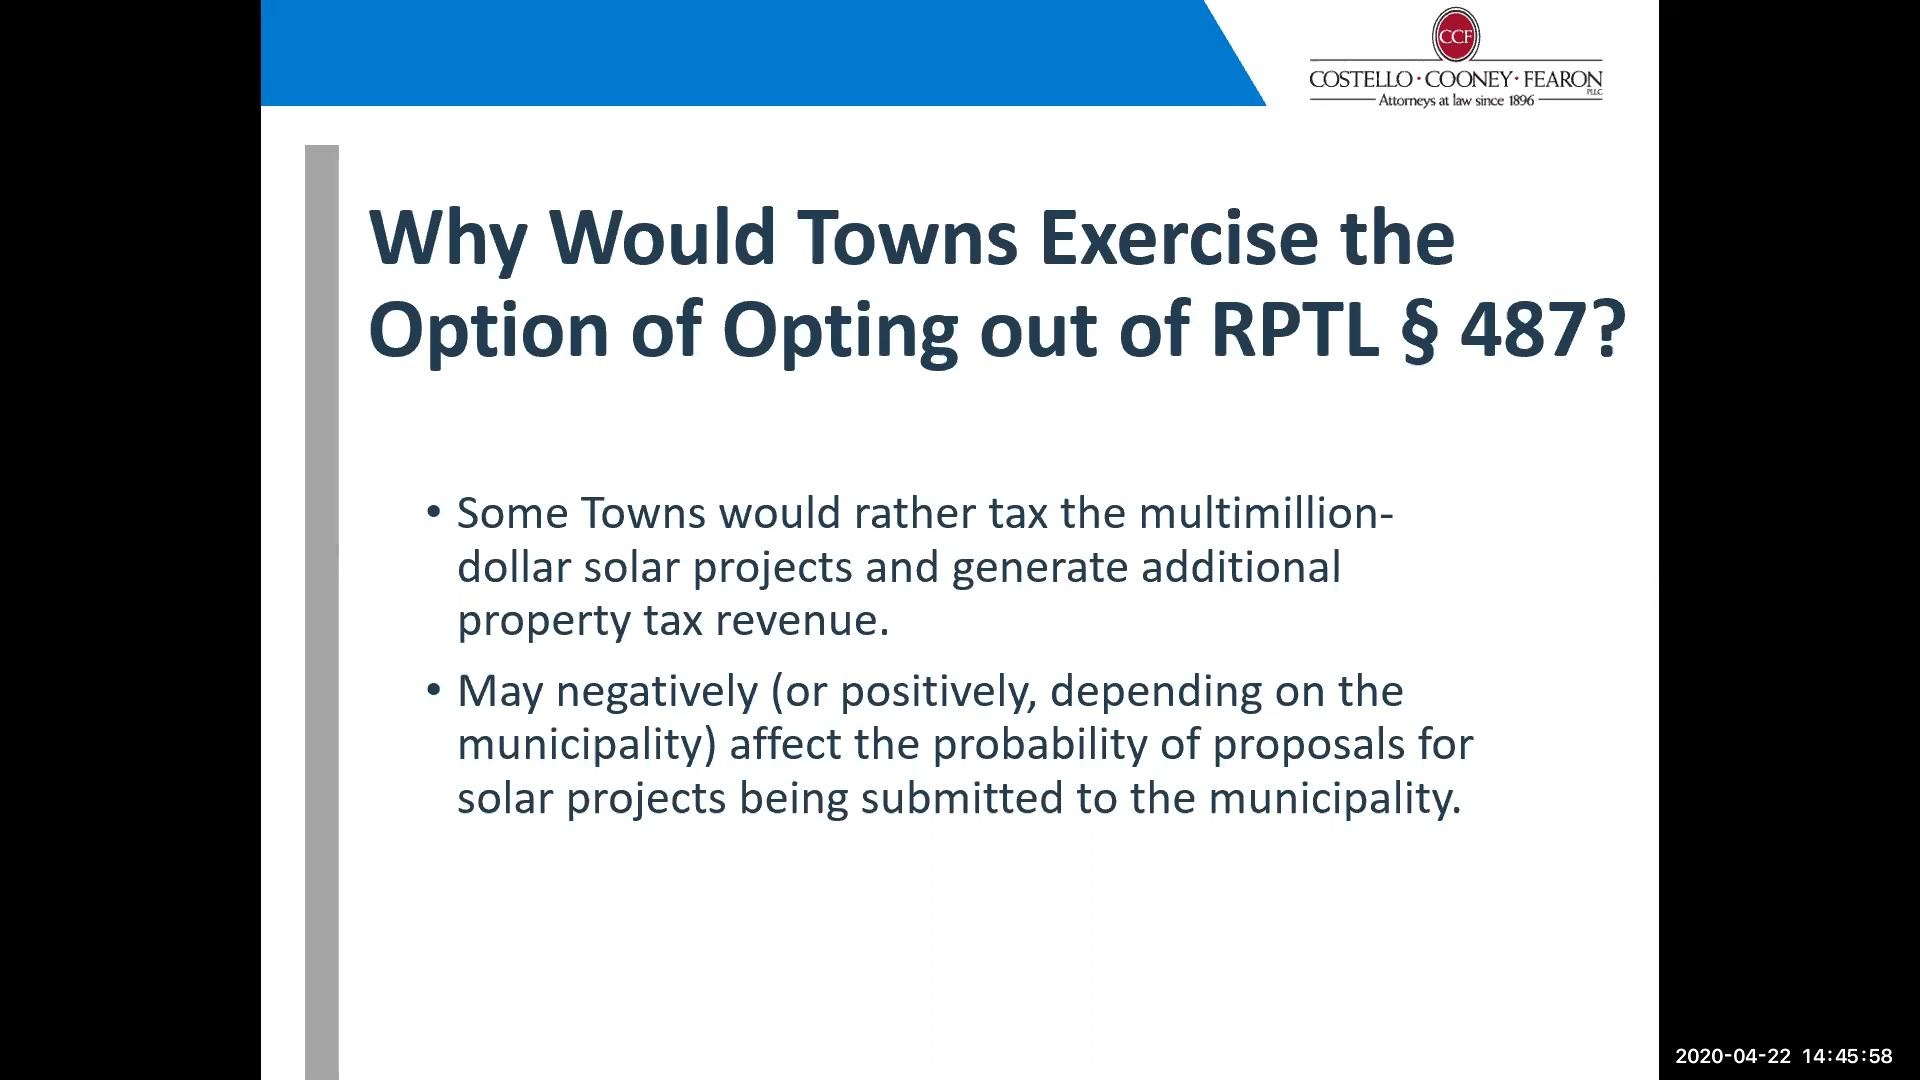 CCF
COSTELLO • COONEY • FEARON
PLLC
Attorneys at law since 1896
Why Would Towns Exercise the
Option of Opting out of RPTL § 487?
• Some Towns would rather tax the multimillion-
dollar solar projects and generate additional
property tax revenue.
• May negatively (or positively, depending on the
municipality) affect the probability of proposals for
solar projects being submitted to the municipality.
2020-04-22 14:45:58